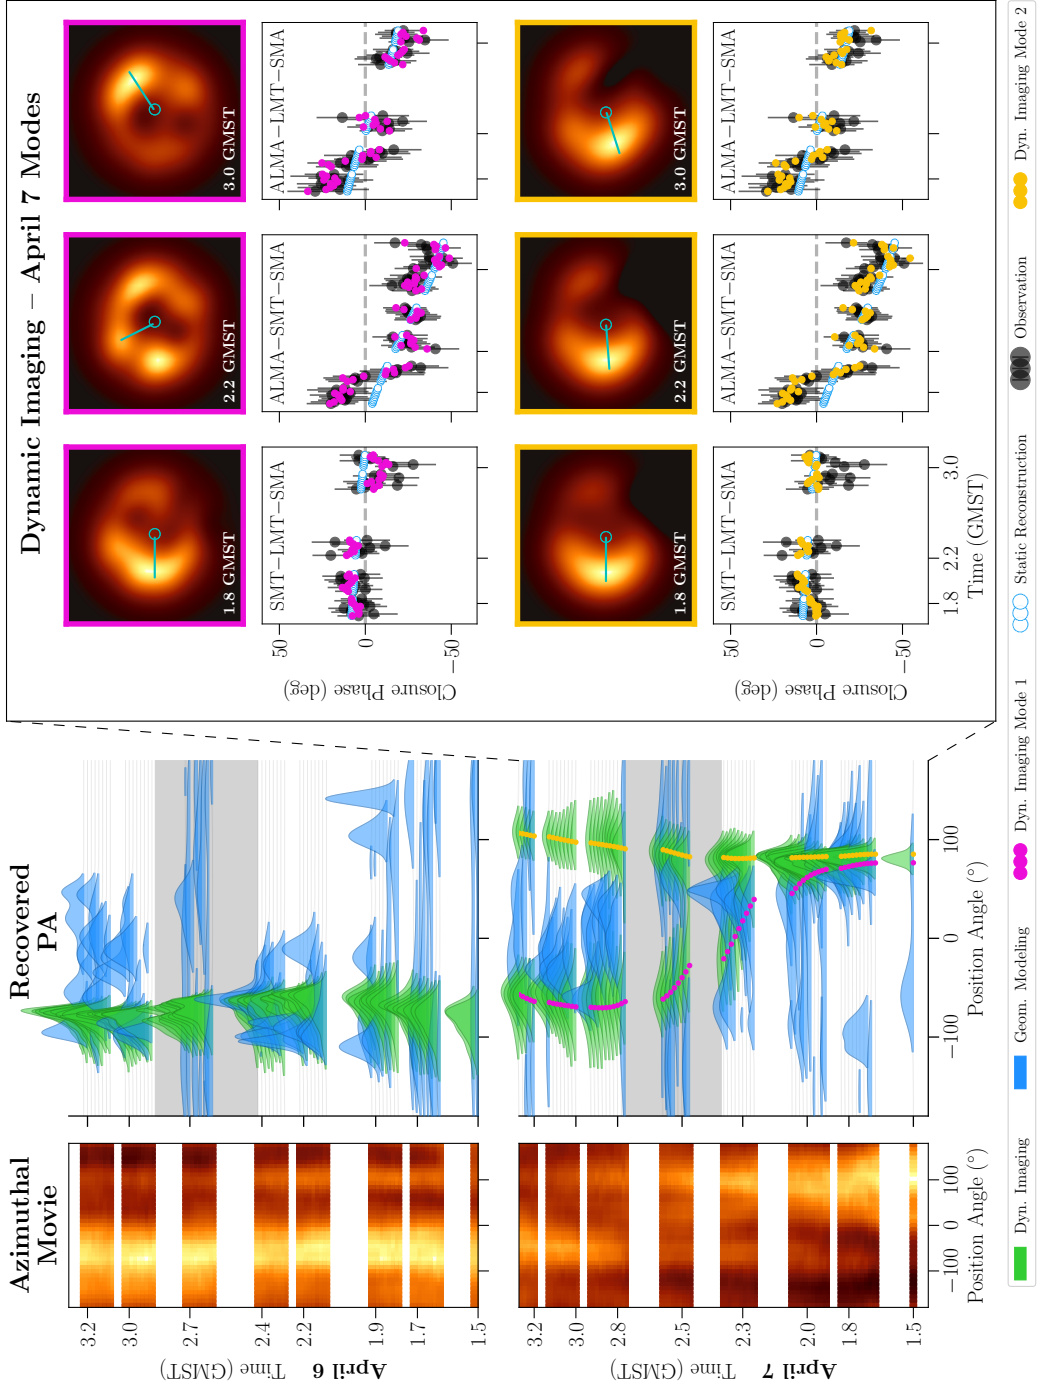 Azimuthal
Movie
Recovered
PA
Dynamic Imaging – April 7 Modes
April 6
Time (GMST)
3.2
3.0
2.7
2.4
2.2
1.9
1.7
1.5
April 7
Time (GMST)
3.2
3.0
2.8
2.5
2.3
2.0
1.8
1.5
−100
0
100
Position Angle (°)
−100
0
100
Position Angle (°)
1.8 GMST
2.2 GMST
3.0 GMST
SMT−LMT−SMA
ALMA−SMT−SMA
ALMA−LMT−SMA
50
0
−50
Closure Phase (deg)
1.8 GMST
2.2 GMST
3.0 GMST
SMT−LMT−SMA
ALMA−SMT−SMA
ALMA−LMT−SMA
50
0
−50
Closure Phase (deg)
1.8
2.2
3.0
Time (GMST)
Dyn. Imaging
Geom. Modeling
Dyn. Imaging Mode 1
Static Reconstruction
Observation
Dyn. Imaging Mode 2